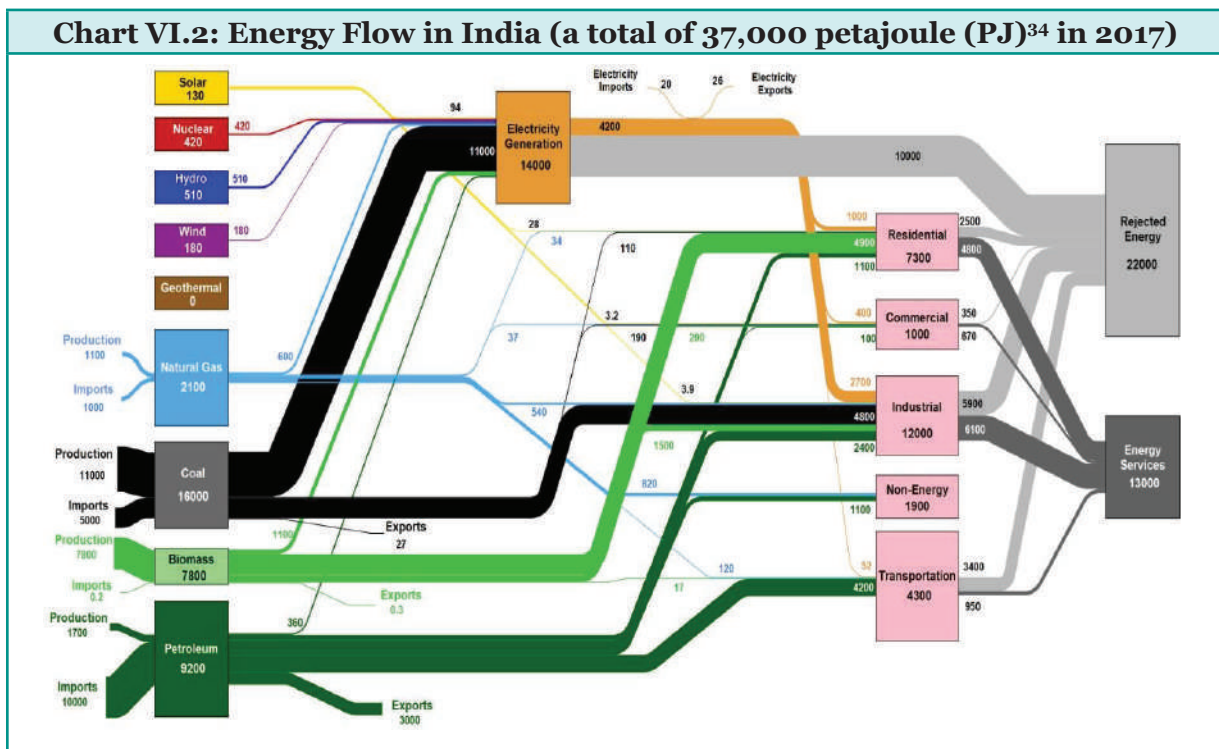 Chart VI.2: Energy Flow in India (a total of 37,000 petajoule (PJ)³⁴ in 2017)
Solar
130
Nuclear
420
420
Hydro
510
510
Wind
180
180
Geothermal
0
Production
1100
Imports
1000
Natural Gas
2100
600
Production
11000
Imports
5000
Coal
16000
Exports
27
Production
7800
Imports
0.2
Biomass
7800
1100
Exports
0.3
Production
1700
Imports
10000
Petroleum
9200
360
Exports
3000
94
11000
Electricity
Generation
14000
Electricity
Imports
20
26
Electricity
Exports
4200
10000
28
34
110
37
3.2
190
280
3.9
540
1500
820
120
17
1000
4900
1100
Residential
7300
2500
4800
400
100
Commercial
1000
350
670
2700
4800
2400
Industrial
12000
5900
6100
1100
Non-Energy
1900
52
4200
Transportation
4300
3400
950
Rejected
Energy
22000
Energy
Services
13000